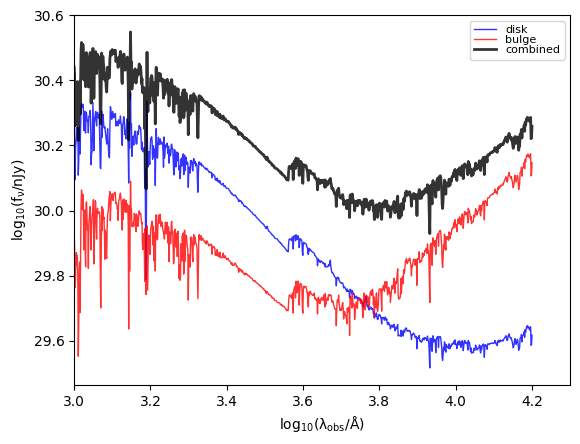 30.6
30.4
30.2
30.0
29.8
29.6
log₁₀(fᵥ/nJy)
disk
bulge
combined
3.0 3.2 3.4 3.6 3.8 4.0 4.2
log₁₀(λobs/Å)